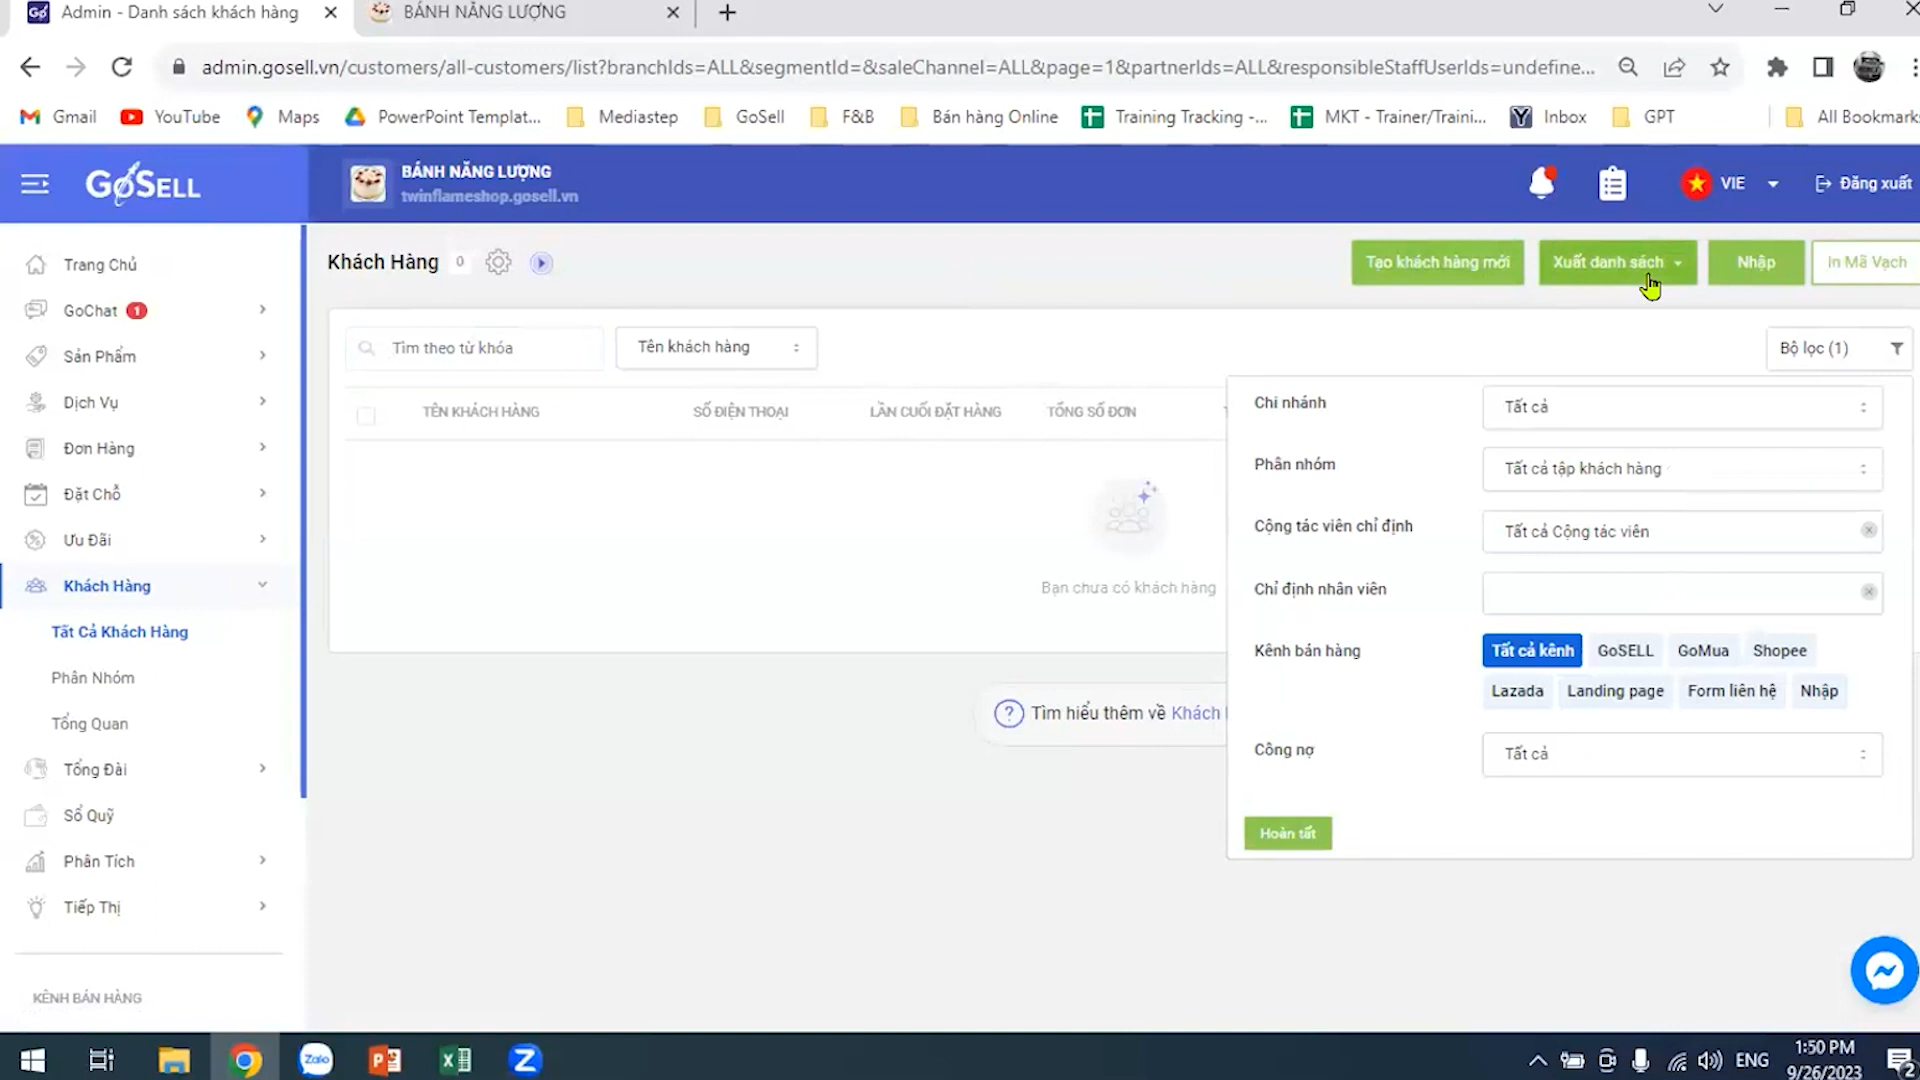 Admin - Danh sách khách hàng
BÁNH NĂNG LƯỢNG
admin.gosell.vn/customers/all-customers/list?branchIds=ALL&segmentId=&saleChannel=ALL&page=1&partnerIds=ALL&responsibleStaffUserIds=undefine...
Gmail YouTube Maps PowerPoint Templat... Mediastep GoSell F&B Bán hàng Online Training Tracking -... MKT - Trainer/Traini... Inbox GPT All Bookmarks
GoSELL
BÁNH NĂNG LƯỢNG
twinflameshop.gosell.vn
VIE
Đăng xuất
Trang Chủ
GoChat 1
Sản Phẩm
Dịch Vụ
Đơn Hàng
Đặt Chỗ
Ưu Đãi
Khách Hàng
Tất Cả Khách Hàng
Phân Nhóm
Tổng Quan
Tổng Đài
Sổ Quỹ
Phân Tích
Tiếp Thị
KÊNH BÁN HÀNG
Khách Hàng 0
Tạo khách hàng mới
Xuất danh sách
Nhập
In Mã Vạch
Tìm theo từ khóa
Tên khách hàng
Bộ lọc (1)
TÊN KHÁCH HÀNG SỐ ĐIỆN THOẠI LẦN CUỐI ĐẶT HÀNG TỔNG SỐ ĐƠN
Bạn chưa có khách hàng
Tìm hiểu thêm về Khách
Chi nhánh Tất cả
Phân nhóm Tất cả tập khách hàng
Cộng tác viên chỉ định Tất cả Cộng tác viên
Chỉ định nhân viên
Kênh bán hàng Tất cả kênh GoSELL GoMua Shopee
Lazada Landing page Form liên hệ Nhập
Công nợ Tất cả
Hoàn tất
Zalo
ENG
1:50 PM
9/26/2023
2